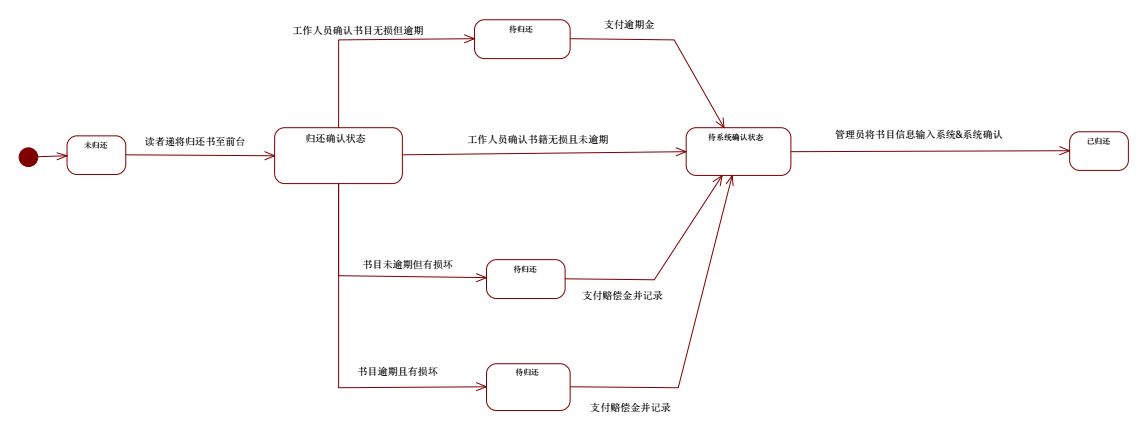 工作人员确认书目无损但逾期
待归还
支付逾期金
未归还
读者递将归还书至前台
归还确认状态
工作人员确认书籍无损且未逾期
待系统确认状态
管理员将书目信息输入系统&系统确认
已归还
书目未逾期但有损坏
待归还
支付赔偿金并记录
书目逾期且有损坏
待归还
支付赔偿金并记录